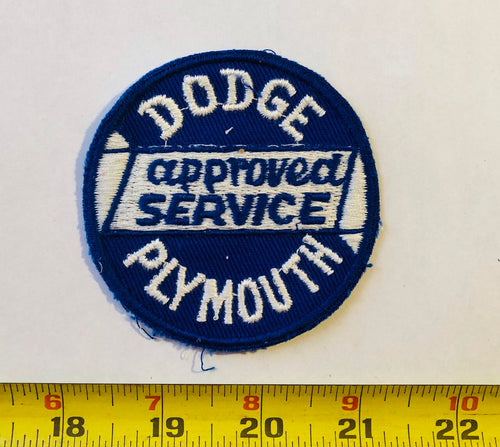 DODGE
approved
SERVICE
PLYMOUTH
6 7 8 9 10
18 19 20 21 22